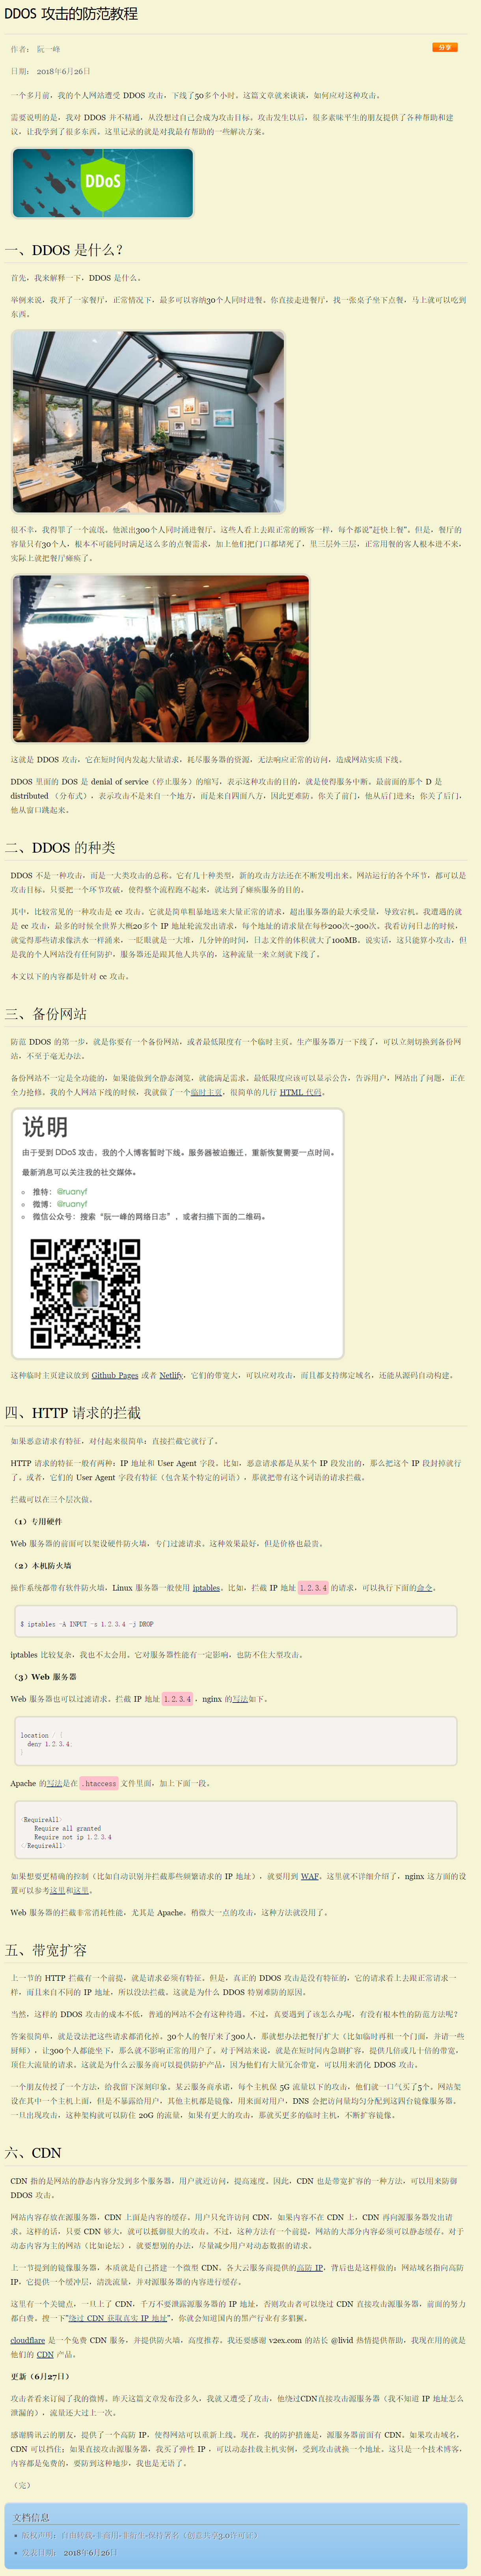 DDOS 攻击的防范教程
作者： 阮一峰
分享
日期： 2018年6月26日
一个多月前，我的个人网站遭受 DDOS 攻击，下线了50多个小时。这篇文章就来谈谈，如何应对这种攻击。
需要说明的是，我对 DDOS 并不精通，从没想过自己会成为攻击目标。攻击发生以后，很多素昧平生的朋友提供了各种帮助和建
议，让我学到了很多东西。这里记录的就是对我最有帮助的一些解决方案。
DDoS
一、DDOS 是什么？
首先，我来解释一下，DDOS 是什么。
举例来说，我开了一家餐厅，正常情况下，最多可以容纳30个人同时进餐。你直接走进餐厅，找一张桌子坐下点餐，马上就可以吃到
东西。
很不幸，我得罪了一个流氓。他派出300个人同时涌进餐厅。这些人看上去跟正常的顾客一样，每个都说"赶快上餐"。但是，餐厅的
容量只有30个人，根本不可能同时满足这么多的点餐需求，加上他们把门口都堵死了，里三层外三层，正常用餐的客人根本进不来，
实际上就把餐厅瘫痪了。
这就是 DDOS 攻击，它在短时间内发起大量请求，耗尽服务器的资源，无法响应正常的访问，造成网站实质下线。
DDOS 里面的 DOS 是 denial of service（停止服务）的缩写，表示这种攻击的目的，就是使得服务中断。最前面的那个 D 是
distributed （分布式），表示攻击不是来自一个地方，而是来自四面八方，因此更难防。你关了前门，他从后门进来；你关了后门，
他从窗口跳起来。
二、DDOS 的种类
DDOS 不是一种攻击，而是一大类攻击的总称。它有几十种类型，新的攻击方法还在不断发明出来。网站运行的各个环节，都可以是
攻击目标。只要把一个环节攻破，使得整个流程跑不起来，就达到了瘫痪服务的目的。
其中，比较常见的一种攻击是 cc 攻击。它就是简单粗暴地送来大量正常的请求，超出服务器的最大承受量，导致宕机。我遭遇的就
是 cc 攻击，最多的时候全世界大概20多个 IP 地址轮流发出请求，每个地址的请求量在每秒200次~300次。我看访问日志的时候，
就觉得那些请求像洪水一样涌来，一眨眼就是一大堆，几分钟的时间，日志文件的体积就大了100MB。说实话，这只能算小攻击，但
是我的个人网站没有任何防护，服务器还是跟其他人共享的，这种流量一来立刻就下线了。
本文以下的内容都是针对 cc 攻击。
三、备份网站
防范 DDOS 的第一步，就是你要有一个备份网站，或者最低限度有一个临时主页。生产服务器万一下线了，可以立刻切换到备份网
站，不至于毫无办法。
备份网站不一定是全功能的，如果能做到全静态浏览，就能满足需求。最低限度应该可以显示公告，告诉用户，网站出了问题，正在
全力抢修。我的个人网站下线的时候，我就做了一个临时主页，很简单的几行 HTML 代码。
说明
由于受到 DDoS 攻击，我的个人博客暂时下线。服务器被迫搬迁，重新恢复需要一点时间。
最新消息可以关注我的社交媒体。
推特：@ruanyf
微博：@ruanyf
微信公众号：搜索“阮一峰的网络日志”，或者扫描下面的二维码。
这种临时主页建议放到 Github Pages 或者 Netlify，它们的带宽大，可以应对攻击，而且都支持绑定域名，还能从源码自动构建。
四、HTTP 请求的拦截
如果恶意请求有特征，对付起来很简单：直接拦截它就行了。
HTTP 请求的特征一般有两种：IP 地址和 User Agent 字段。比如，恶意请求都是从某个 IP 段发出的，那么把这个 IP 段封掉就行
了。或者，它们的 User Agent 字段有特征（包含某个特定的词语），那就把带有这个词语的请求拦截。
拦截可以在三个层次做。
（1）专用硬件
Web 服务器的前面可以架设硬件防火墙，专门过滤请求。这种效果最好，但是价格也最贵。
（2）本机防火墙
操作系统都带有软件防火墙，Linux 服务器一般使用 iptables。比如，拦截 IP 地址 1.2.3.4 的请求，可以执行下面的命令。
$ iptables -A INPUT -s 1.2.3.4 -j DROP
iptables 比较复杂，我也不太会用。它对服务器性能有一定影响，也防不住大型攻击。
（3）Web 服务器
Web 服务器也可以过滤请求。拦截 IP 地址 1.2.3.4 ，nginx 的写法如下。
location / {
deny 1.2.3.4;
}
Apache 的写法是在 .htaccess 文件里面，加上下面一段。
<RequireAll>
Require all granted
Require not ip 1.2.3.4
</RequireAll>
如果想要更精确的控制（比如自动识别并拦截那些频繁请求的 IP 地址），就要用到 WAF。这里就不详细介绍了，nginx 这方面的设
置可以参考这里和这里。
Web 服务器的拦截非常消耗性能，尤其是 Apache。稍微大一点的攻击，这种方法就没用了。
五、带宽扩容
上一节的 HTTP 拦截有一个前提，就是请求必须有特征。但是，真正的 DDOS 攻击是没有特征的，它的请求看上去跟正常请求一
样，而且来自不同的 IP 地址，所以没法拦截。这就是为什么 DDOS 特别难防的原因。
当然，这样的 DDOS 攻击的成本不低，普通的网站不会有这种待遇。不过，真要遇到了该怎么办呢，有没有根本性的防范方法呢？
答案很简单，就是设法把这些请求都消化掉。30个人的餐厅来了300人，那就想办法把餐厅扩大（比如临时再租一个门面，并请一些
厨师），让300个人都能坐下，那么就不影响正常的用户了。对于网站来说，就是在短时间内急剧扩容，提供几倍或几十倍的带宽，
顶住大流量的请求。这就是为什么云服务商可以提供防护产品，因为他们有大量冗余带宽，可以用来消化 DDOS 攻击。
一个朋友传授了一个方法，给我留下深刻印象。某云服务商承诺，每个主机保 5G 流量以下的攻击，他们就一口气买了5个。网站架
设在其中一个主机上面，但是不暴露给用户，其他主机都是镜像，用来面对用户，DNS 会把访问量均匀分配到这四台镜像服务器。
一旦出现攻击，这种架构就可以防住 20G 的流量，如果有更大的攻击，那就买更多的临时主机，不断扩容镜像。
六、CDN
CDN 指的是网站的静态内容分发到多个服务器，用户就近访问，提高速度。因此，CDN 也是带宽扩容的一种方法，可以用来防御
DDOS 攻击。
网站内容存放在源服务器，CDN 上面是内容的缓存。用户只允许访问 CDN，如果内容不在 CDN 上，CDN 再向源服务器发出请
求。这样的话，只要 CDN 够大，就可以抵御很大的攻击。不过，这种方法有一个前提，网站的大部分内容必须可以静态缓存。对于
动态内容为主的网站（比如论坛），就要想别的办法，尽量减少用户对动态数据的请求。
上一节提到的镜像服务器，本质就是自己搭建一个微型 CDN。各大云服务商提供的高防 IP，背后也是这样做的：网站域名指向高防
IP，它提供一个缓冲层，清洗流量，并对源服务器的内容进行缓存。
这里有一个关键点，一旦上了 CDN，千万不要泄露源服务器的 IP 地址，否则攻击者可以绕过 CDN 直接攻击源服务器，前面的努力
都白费。搜一下"绕过 CDN 获取真实 IP 地址"，你就会知道国内的黑产行业有多猖獗。
cloudflare 是一个免费 CDN 服务，并提供防火墙，高度推荐。我还要感谢 v2ex.com 的站长 @livid 热情提供帮助，我现在用的就是
他们的 CDN 产品。
更新（6月27日）
攻击者看来订阅了我的微博。昨天这篇文章发布没多久，我就又遭受了攻击，他绕过CDN直接攻击源服务器（我不知道 IP 地址怎么
泄漏的），流量还大过上一次。
感谢腾讯云的朋友，提供了一个高防 IP，使得网站可以重新上线。现在，我的防护措施是，源服务器前面有 CDN。如果攻击域名，
CDN 可以挡住；如果直接攻击源服务器，我买了弹性 IP ，可以动态挂载主机实例，受到攻击就换一个地址。这只是一个技术博客，
内容都是免费的，要防到这种地步，我也是无语了。
（完）
文档信息
版权声明：自由转载-非商用-非衍生-保持署名（创意共享3.0许可证）
发表日期： 2018年6月26日